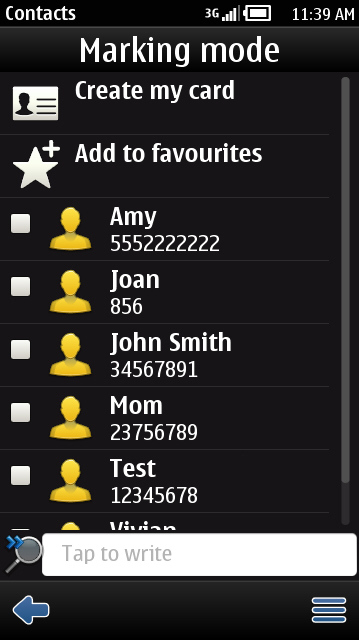 Contacts 3G 11:39 AM
Marking mode
Create my card
Add to favourites
Amy
5552222222
Joan
856
John Smith
34567891
Mom
23756789
Test
12345678
Vivian
Tap to write